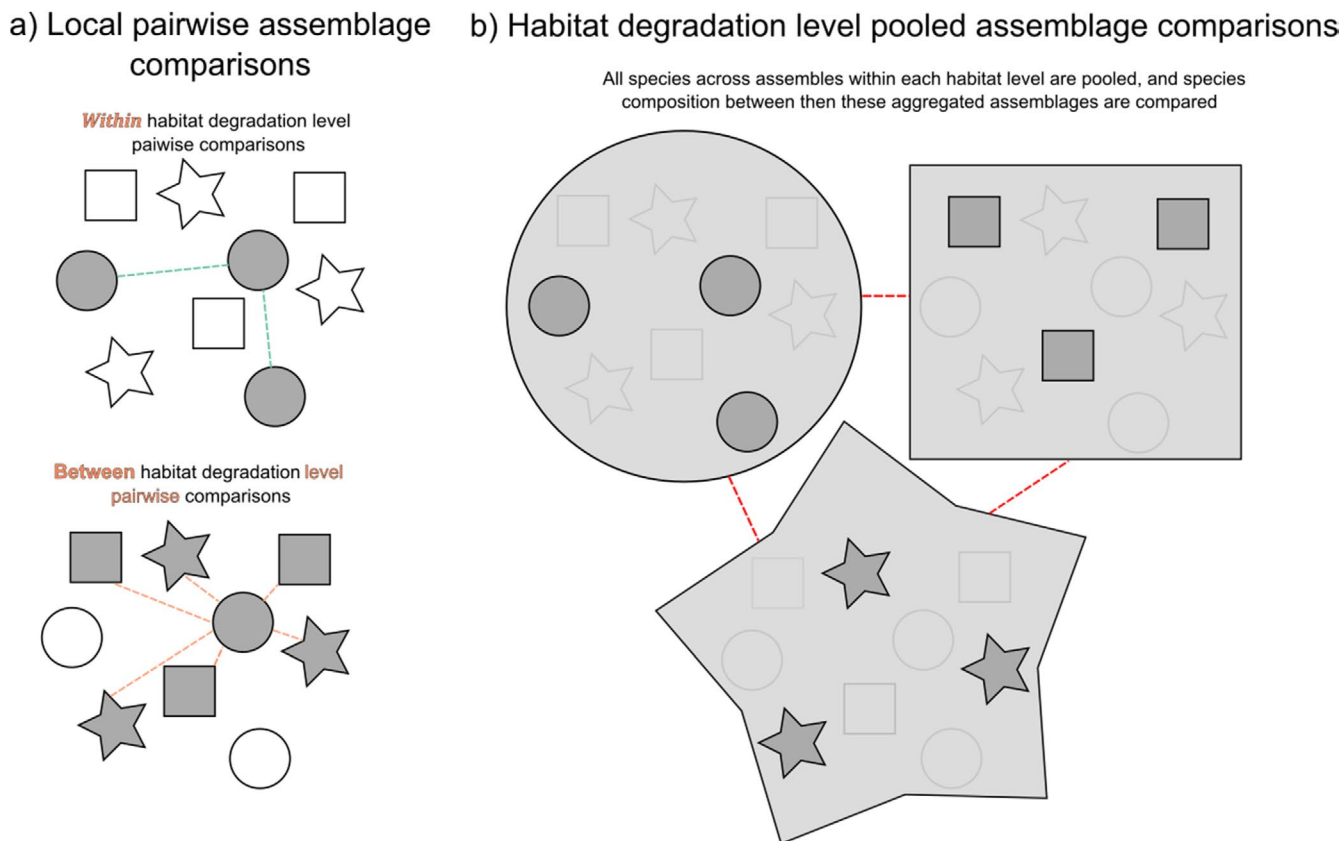 a) Local pairwise assemblage
comparisons
Within habitat degradation level
paiwise comparisons
Between habitat degradation level
pairwise comparisons
b) Habitat degradation level pooled assemblage comparisons
All species across assembles within each habitat level are pooled, and species
composition between then these aggregated assemblages are compared